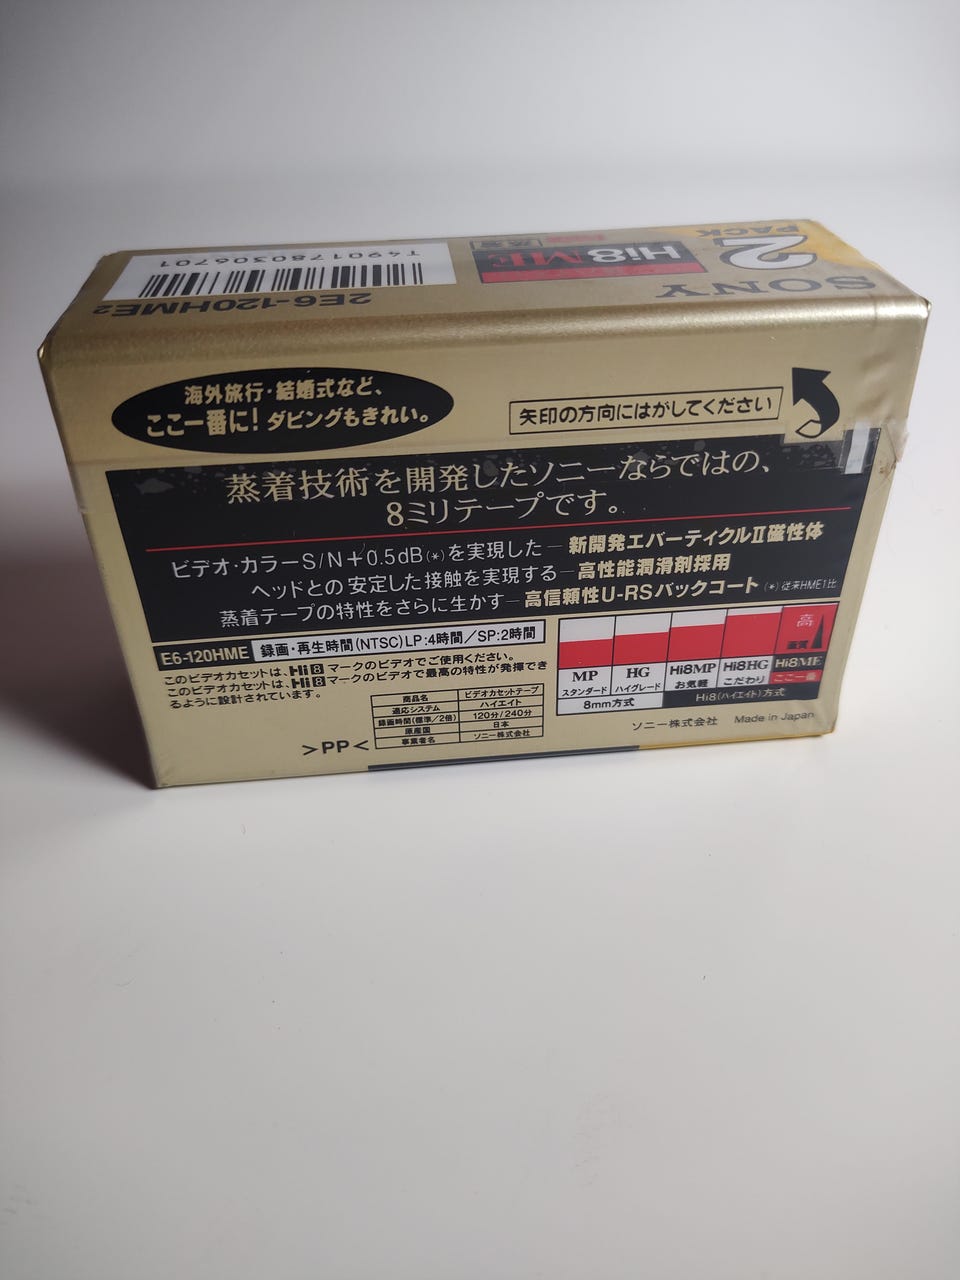 SONY
2
PACK
Hi8 ME
蒸着
T4901780306701
2E6-120HME2
海外旅行・結婚式など、
ここ一番に！ダビングもきれい。
矢印の方向にはがしてください
蒸着技術を開発したソニーならではの、
8ミリテープです。
ビデオ・カラーS/N+0.5dB(*)を実現した―新開発エバーティクルII磁性体
ヘッドとの安定した接触を実現する―高性能潤滑剤採用
蒸着テープの特性をさらに生かす―高信頼性U-RSバックコート (*)従来HME1比
E6-120HME 録画・再生時間(NTSC)LP:4時間/SP:2時間
このビデオカセットは、Hi8マークのビデオでご使用ください。
このビデオカセットは、Hi8マークのビデオで最高の特性が発揮でき
るように設計されています。
商品名 ビデオカセットテープ
適応システム ハイエイト
録画時間(標準/2倍) 120分/240分
原産国 日本
事業者名 ソニー株式会社
>PP<
高
画質
MP HG Hi8MP Hi8HG Hi8ME
スタンダード ハイグレード お気軽 こだわり ここ一番
8mm方式 Hi8(ハイエイト)方式
ソニー株式会社 Made in Japan